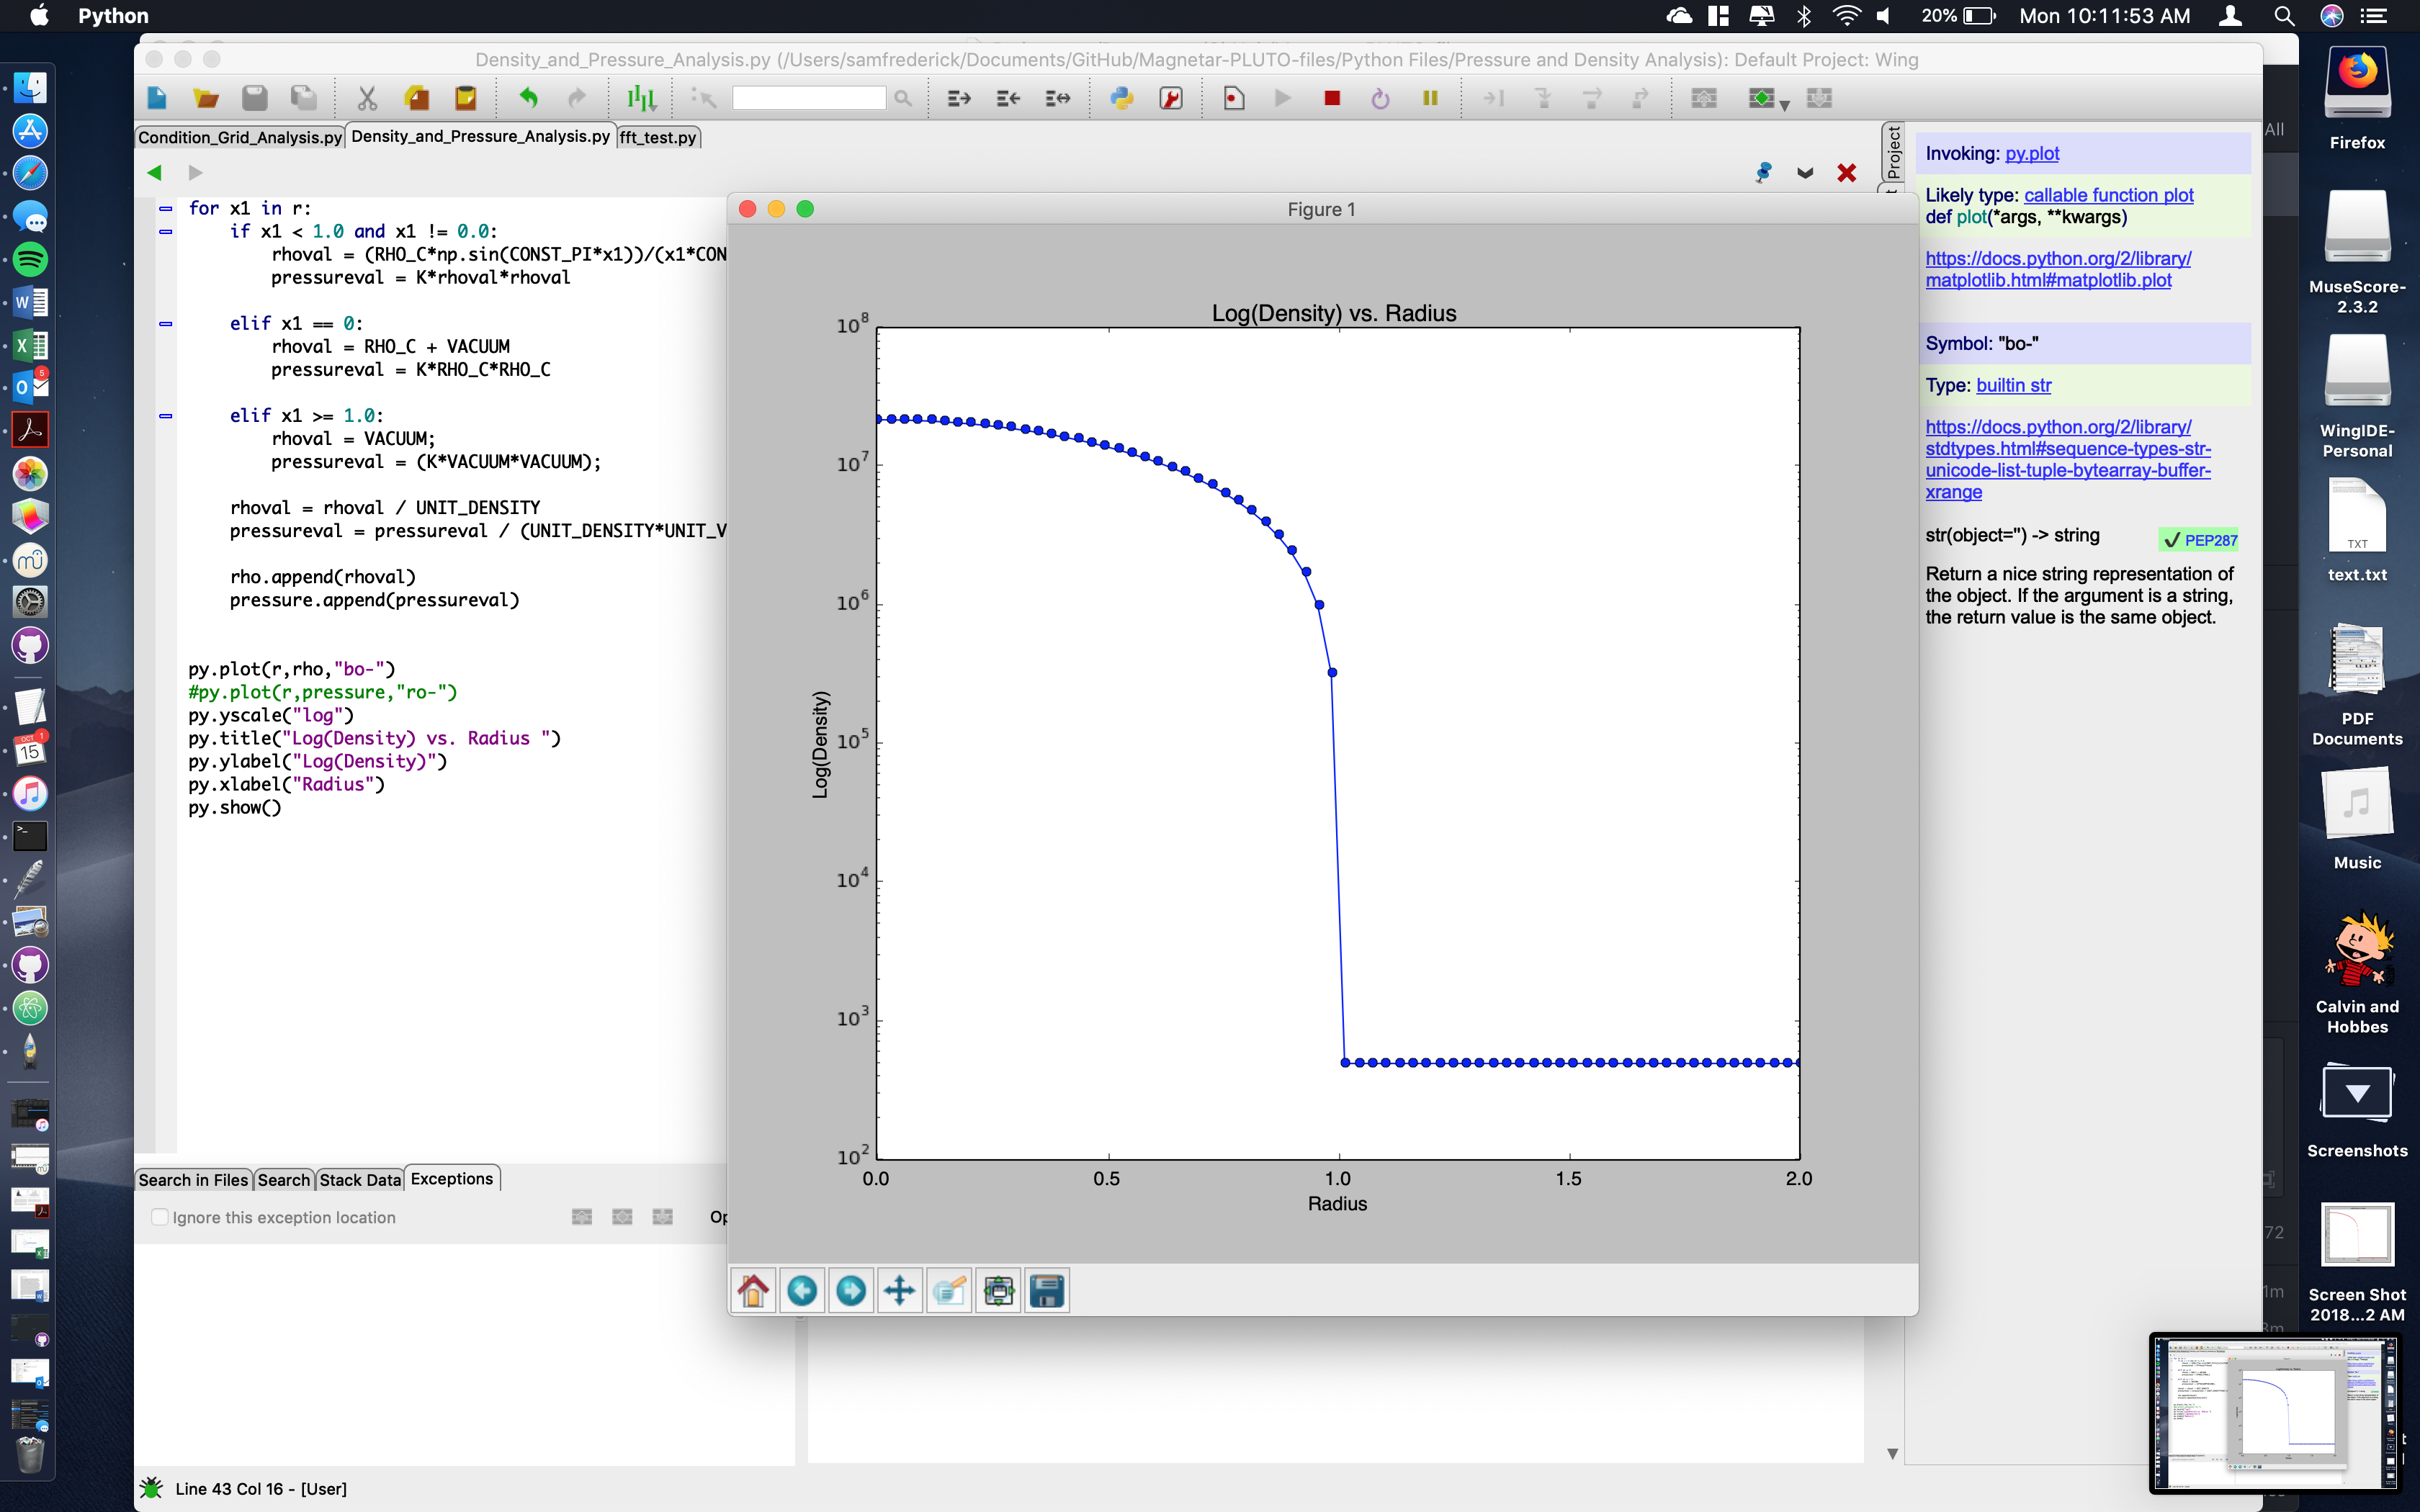 Python
20%
Mon 10:11:53 AM
Density_and_Pressure_Analysis.py (/Users/samfrederick/Documents/GitHub/Magnetar-PLUTO-files/Python Files/Pressure and Density Analysis): Default Project: Wing
Condition_Grid_Analysis.py
Density_and_Pressure_Analysis.py
fft_test.py
for x1 in r:
if x1 < 1.0 and x1 != 0.0:
rhoval = (RHO_C*np.sin(CONST_PI*x1))/(x1*CON
pressureval = K*rhoval*rhoval
elif x1 == 0:
rhoval = RHO_C + VACUUM
pressureval = K*RHO_C*RHO_C
elif x1 >= 1.0:
rhoval = VACUUM;
pressureval = (K*VACUUM*VACUUM);
rhoval = rhoval / UNIT_DENSITY
pressureval = pressureval / (UNIT_DENSITY*UNIT_V
rho.append(rhoval)
pressure.append(pressureval)
py.plot(r,rho,"bo-")
#py.plot(r,pressure,"ro-")
py.yscale("log")
py.title("Log(Density) vs. Radius ")
py.ylabel("Log(Density)")
py.xlabel("Radius")
py.show()
Search in Files
Search
Stack Data
Exceptions
Ignore this exception location
Op
Line 43 Col 16 - [User]
Figure 1
Log(Density) vs. Radius
10^8
10^7
10^6
10^5
10^4
10^3
10^2
Log(Density)
0.0
0.5
1.0
1.5
2.0
Radius
Project
Invoking: py.plot
Likely type: callable function plot
def plot(*args, **kwargs)
https://docs.python.org/2/library/
matplotlib.html#matplotlib.plot
Symbol: "bo-"
Type: builtin str
https://docs.python.org/2/library/
stdtypes.html#sequence-types-str-
unicode-list-tuple-bytearray-buffer-
xrange
str(object='') -> string
✓ PEP287
Return a nice string representation of
the object. If the argument is a string,
the return value is the same object.
All
72
Firefox
MuseScore-
2.3.2
WingIDE-
Personal
TXT
text.txt
PDF
Documents
Music
Calvin and
Hobbes
Screenshots
Screen Shot
2018...2 AM
5
OCT
1
15